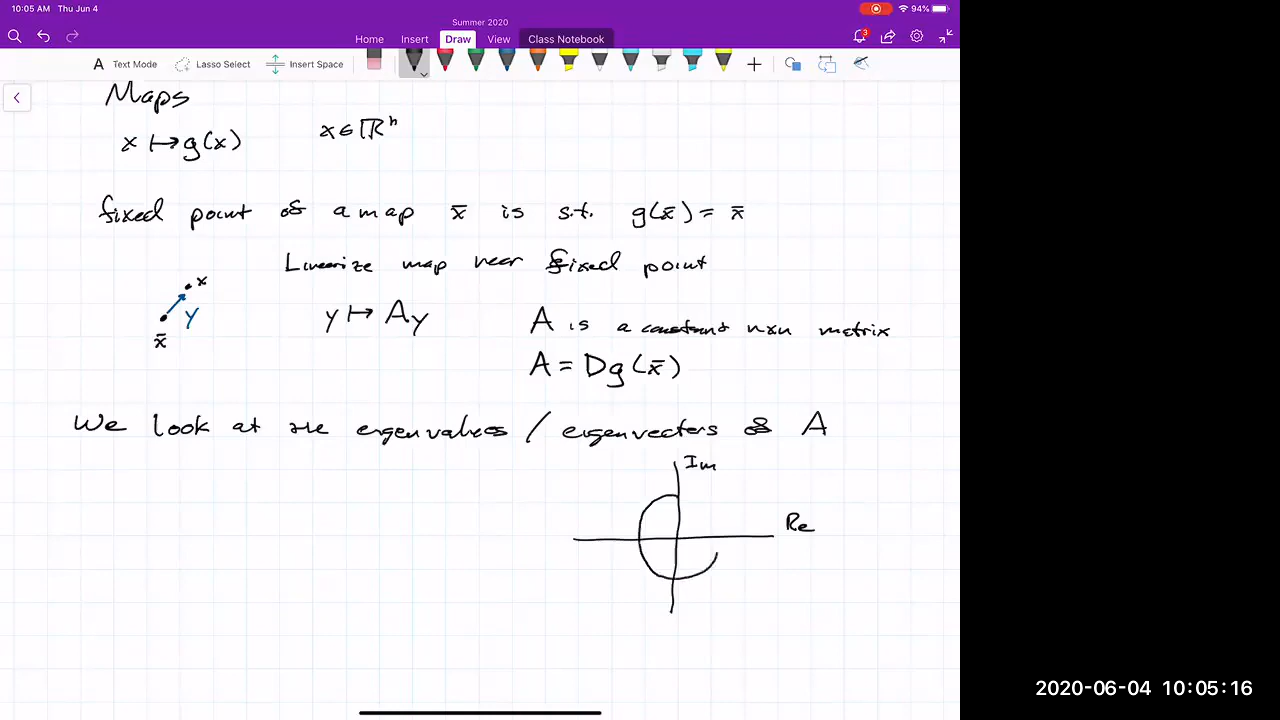 10:05 AM Thu Jun 4
94%
Summer 2020
Home Insert Draw View Class Notebook
3
A Text Mode Lasso Select Insert Space
Maps
x ↦ g(x) x ∈ ℝⁿ
fixed point of a map x̄ is s.t. g(x̄) = x̄
Linearize map near fixed point
x
y
x̄
y ↦ Ay
A is a constant nxn matrix
A = Dg(x̄)
We look at the eigenvalues / eigenvectors of A
Im
Re
2020-06-04 10:05:16